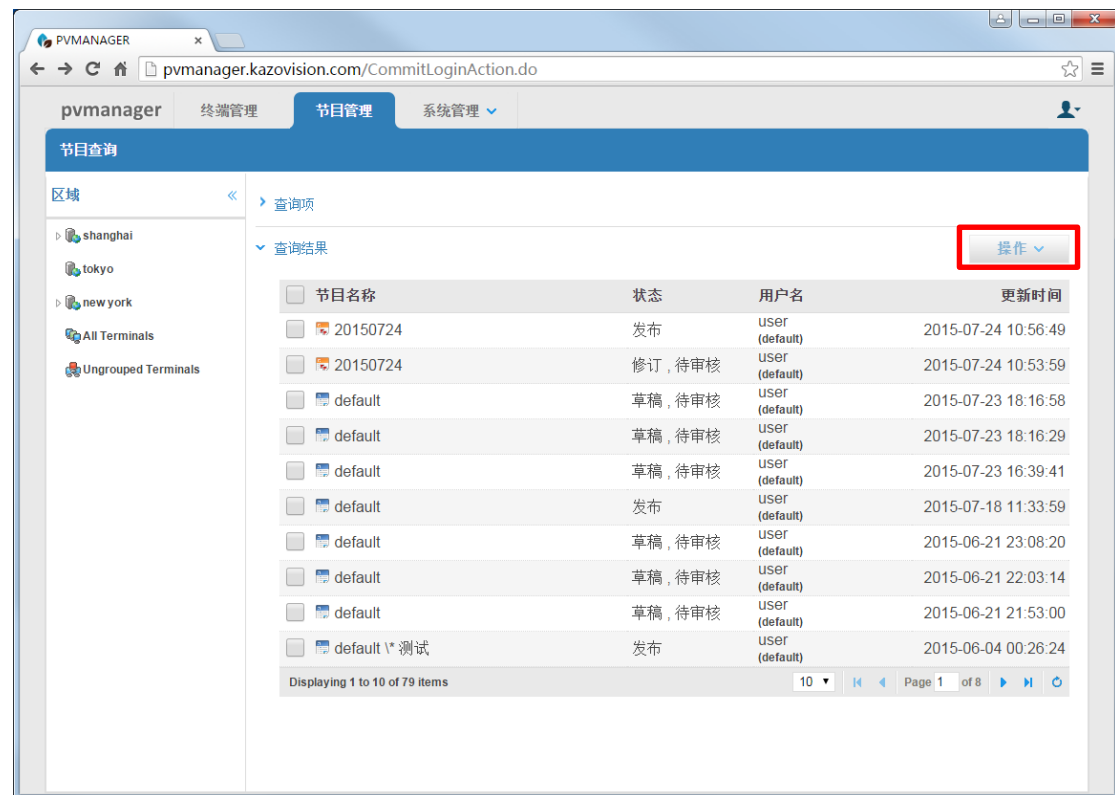 PVMANAGER
pvmanager.kazovision.com/CommitLoginAction.do
pvmanager 终端管理 节目管理 系统管理
节目查询
区域
查询项
shanghai
查询结果 操作
tokyo
new york
All Terminals
Ungrouped Terminals
节目名称 状态 用户名 更新时间
20150724 发布 user (default) 2015-07-24 10:56:49
20150724 修订 , 待审核 user (default) 2015-07-24 10:53:59
default 草稿 , 待审核 user (default) 2015-07-23 18:16:58
default 草稿 , 待审核 user (default) 2015-07-23 18:16:29
default 草稿 , 待审核 user (default) 2015-07-23 16:39:41
default 发布 user (default) 2015-07-18 11:33:59
default 草稿 , 待审核 user (default) 2015-06-21 23:08:20
default 草稿 , 待审核 user (default) 2015-06-21 22:03:14
default 草稿 , 待审核 user (default) 2015-06-21 21:53:00
default \* 测试 发布 user (default) 2015-06-04 00:26:24
Displaying 1 to 10 of 79 items 10 Page 1 of 8